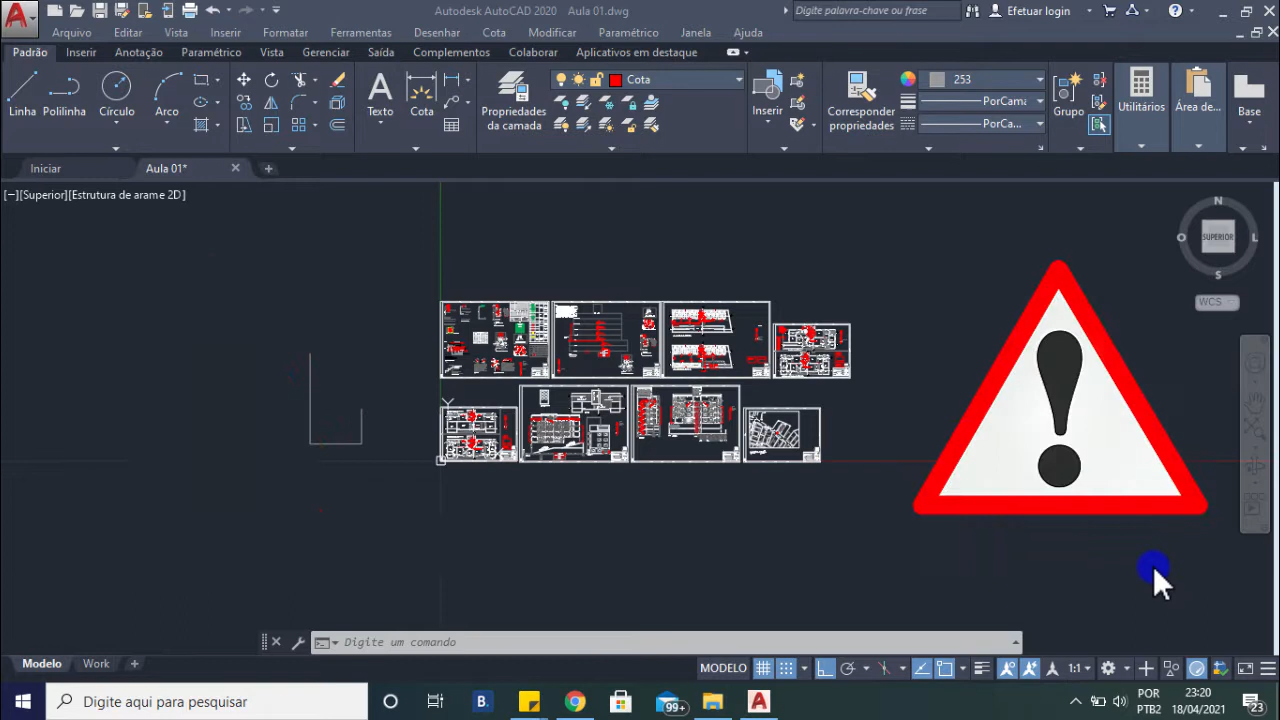 Autodesk AutoCAD 2020 Aula 01.dwg
Digite palavra-chave ou frase
Efetuar login
Arquivo Editar Vista Inserir Formatar Ferramentas Desenhar Cota Modificar Paramétrico Janela Ajuda
Padrão Inserir Anotação Paramétrico Vista Gerenciar Saída Complementos Colaborar Aplicativos em destaque
Cota
253
PorCama
PorCa...
Linha Polilinha Círculo Arco
Texto Cota
Propriedades da camada
Inserir
Corresponder propriedades
Grupo
Utilitários
Área de...
Base
Iniciar Aula 01*
[−][Superior][Estrutura de arame 2D]
N
O SUPERIOR L
S
WCS
Y
Digite um comando
Modelo Work
MODELO 1:1
Digite aqui para pesquisar
B.
99+
POR
PTB2
23:20
18/04/2021
23